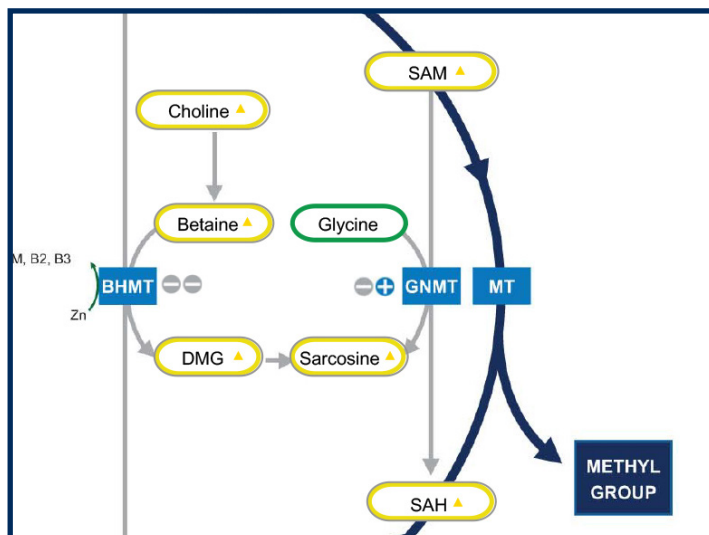 SAM
Choline
Betaine
Glycine
M, B2, B3
BHMT
GNMT
MT
Zn
DMG
Sarcosine
METHYL
GROUP
SAH